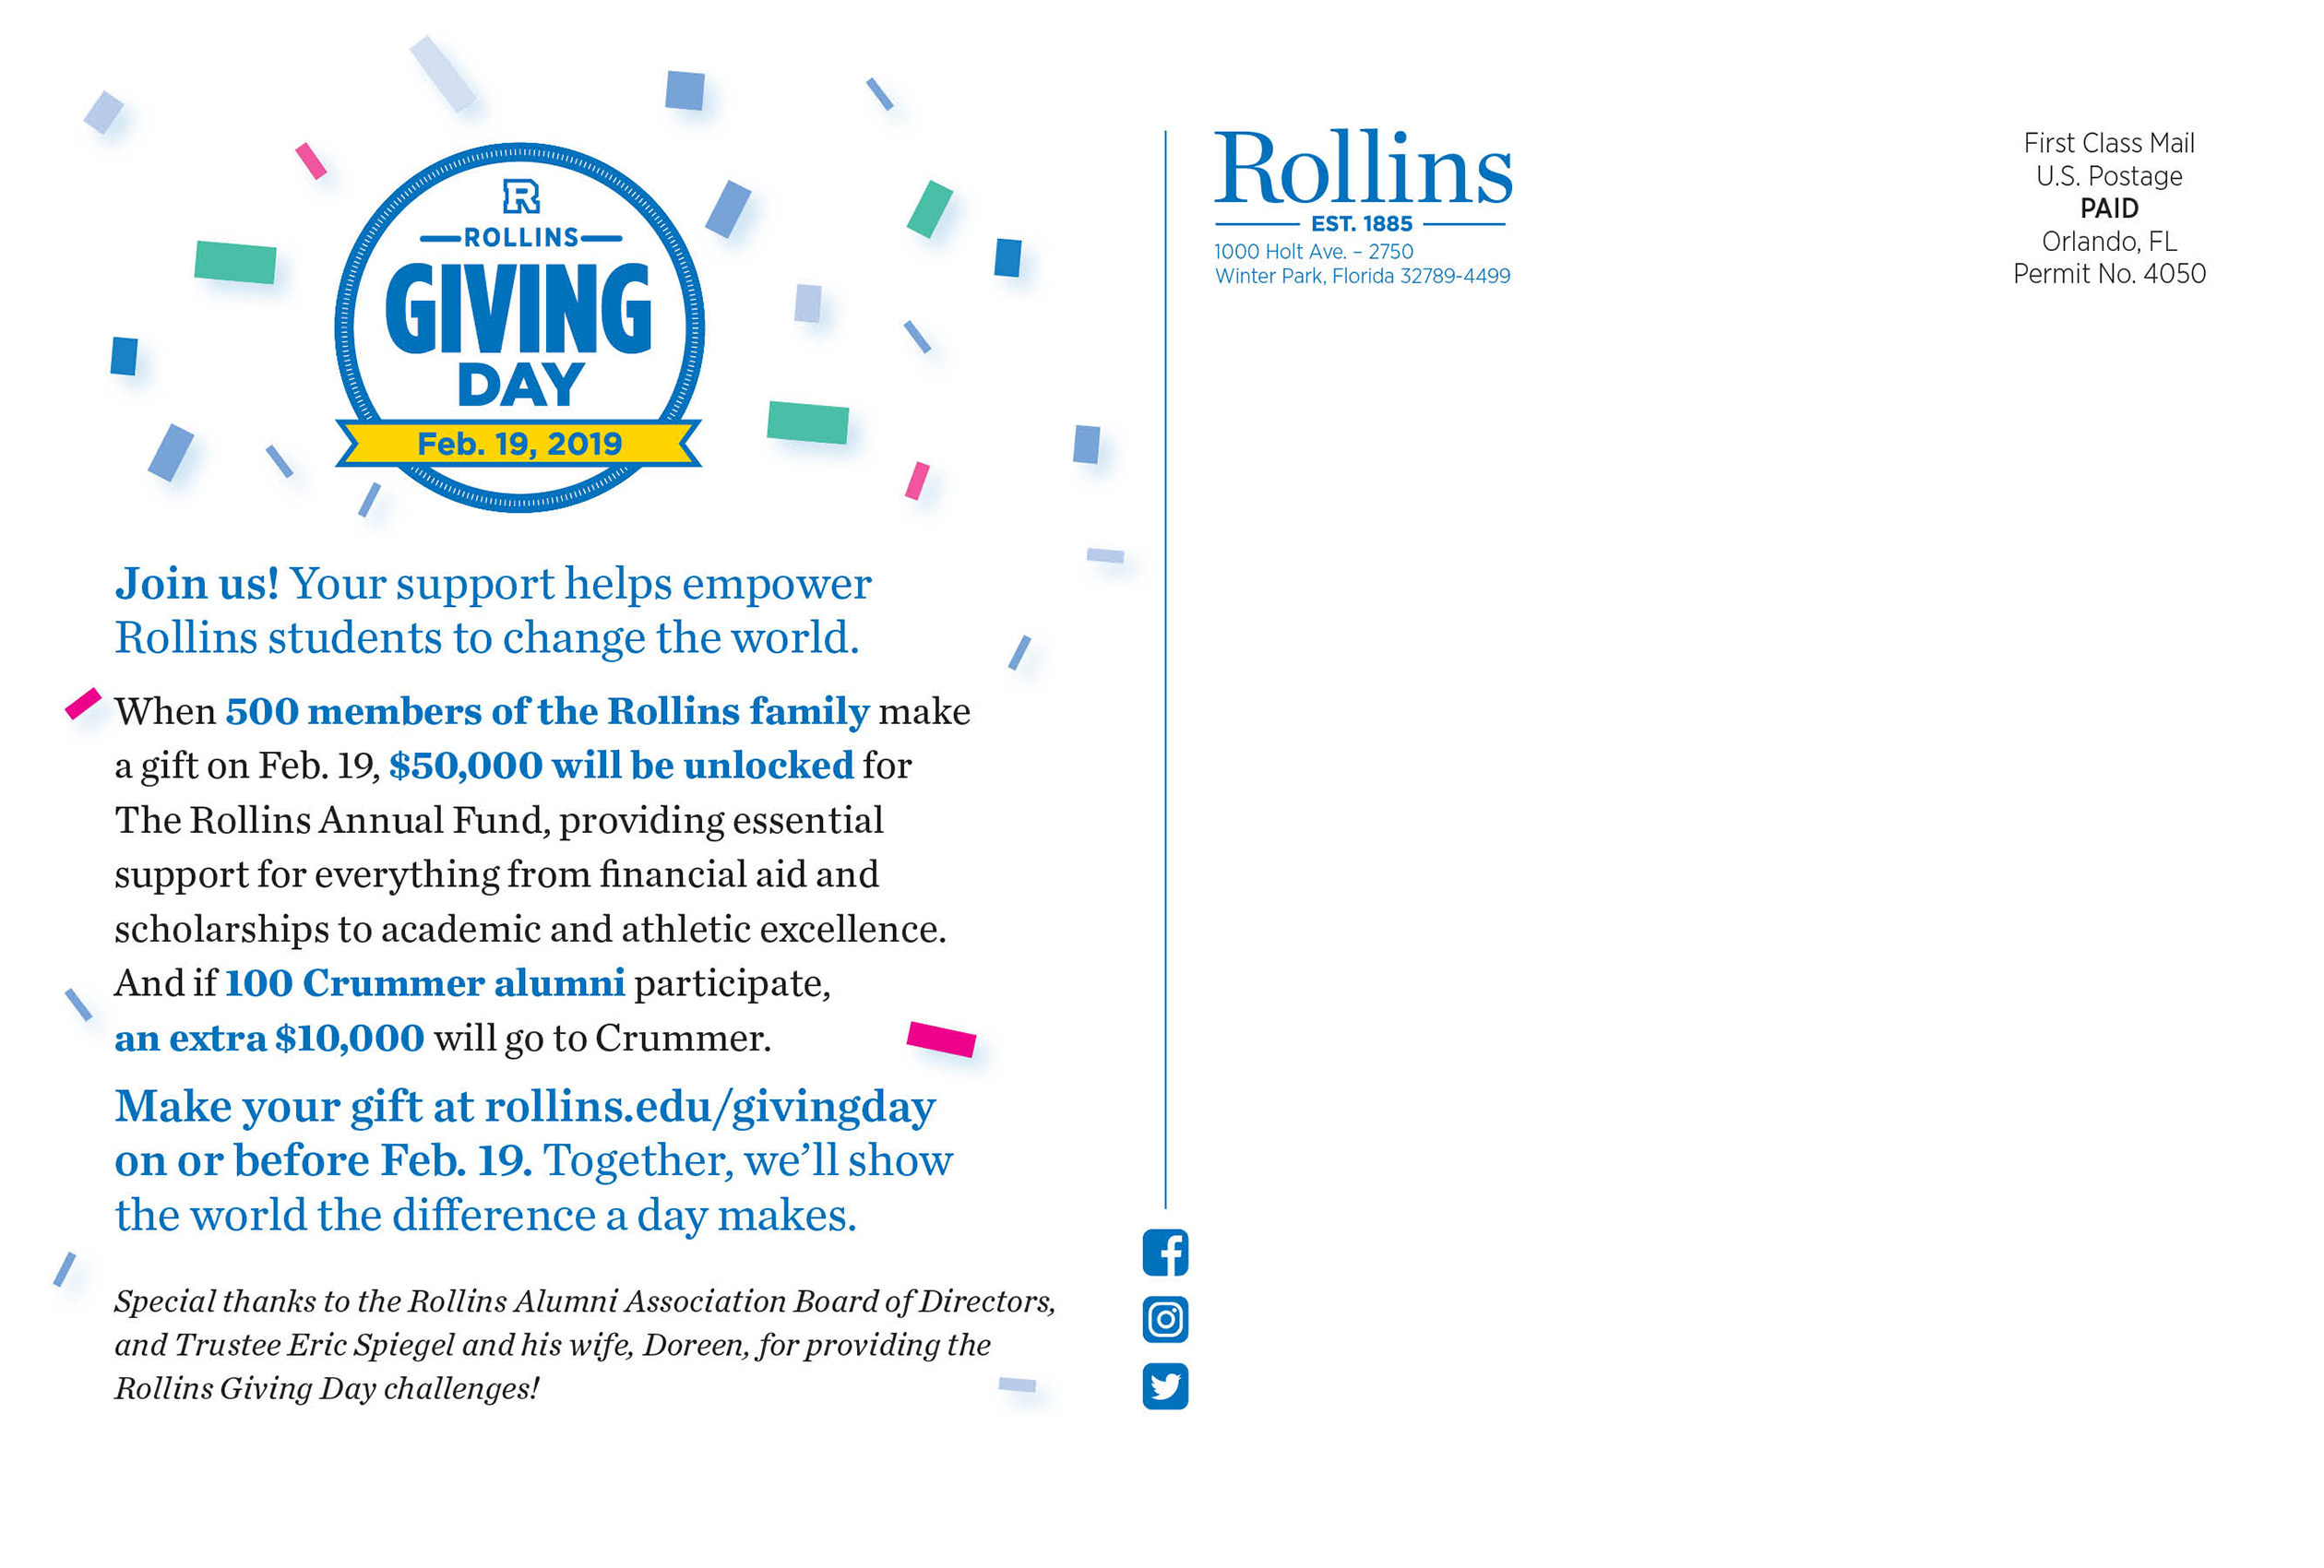 R
ROLLINS
GIVING
DAY
Feb. 19, 2019
Join us! Your support helps empower
Rollins students to change the world.
When 500 members of the Rollins family make
a gift on Feb. 19, $50,000 will be unlocked for
The Rollins Annual Fund, providing essential
support for everything from financial aid and
scholarships to academic and athletic excellence.
And if 100 Crummer alumni participate,
an extra $10,000 will go to Crummer.
Make your gift at rollins.edu/givingday
on or before Feb. 19. Together, we’ll show
the world the difference a day makes.
Special thanks to the Rollins Alumni Association Board of Directors,
and Trustee Eric Spiegel and his wife, Doreen, for providing the
Rollins Giving Day challenges!
Rollins
EST. 1885
1000 Holt Ave. – 2750
Winter Park, Florida 32789-4499
First Class Mail
U.S. Postage
PAID
Orlando, FL
Permit No. 4050